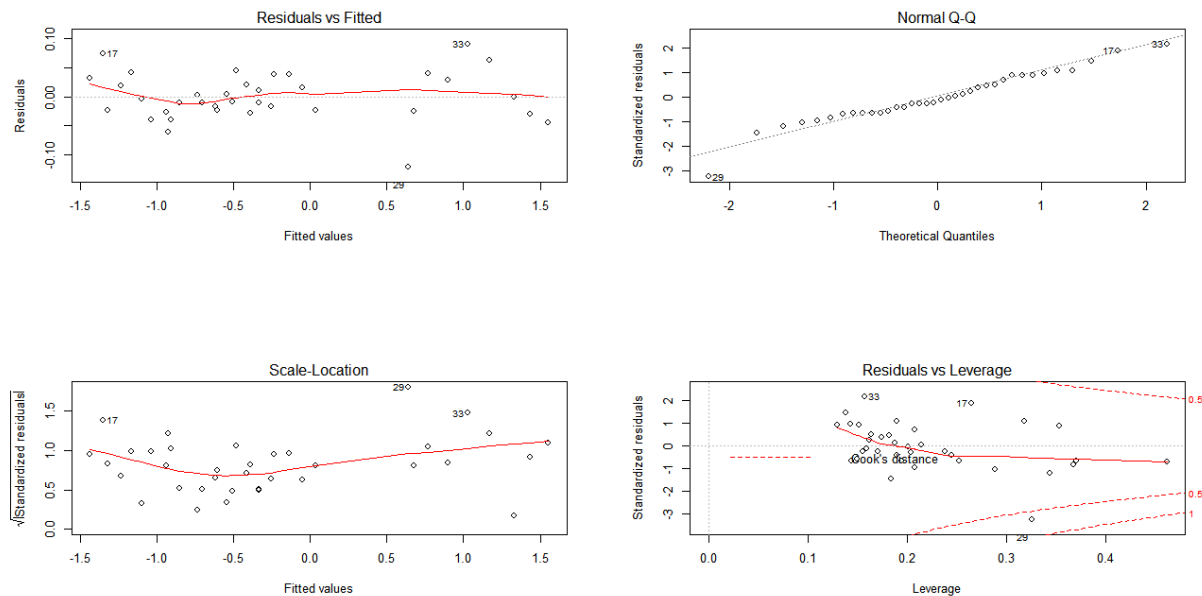 Residuals vs Fitted
Residuals
0.10
0.00
-0.10
17
33
29
-1.5 -1.0 -0.5 0.0 0.5 1.0 1.5
Fitted values
Normal Q-Q
Standardized residuals
2
1
0
-1
-2
-3
17
33
29
-2 -1 0 1 2
Theoretical Quantiles
Scale-Location
√|Standardized residuals|
1.5
1.0
0.5
0.0
17
29
33
-1.5 -1.0 -0.5 0.0 0.5 1.0 1.5
Fitted values
Residuals vs Leverage
Standardized residuals
2
1
0
-1
-2
-3
33
17
29
Cook's distance
0.5
0.5
1
0.0 0.1 0.2 0.3 0.4
Leverage